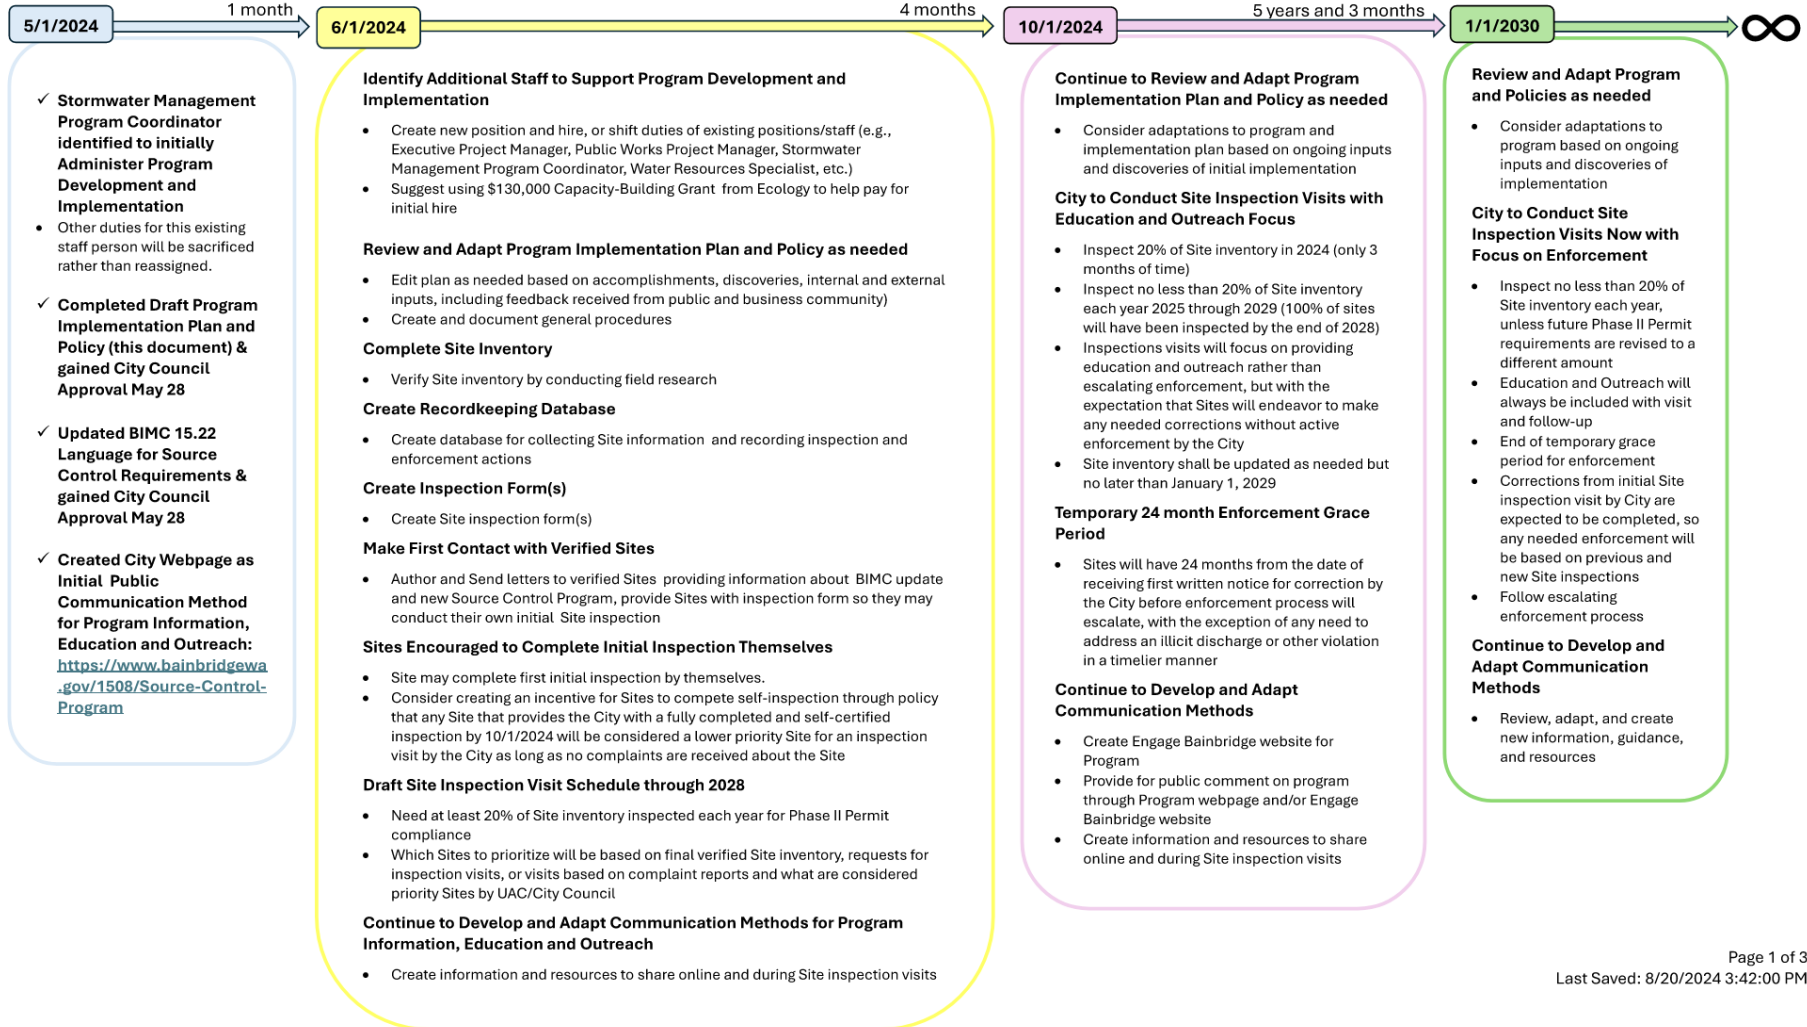 5/1/2024
1 month
6/1/2024
4 months
10/1/2024
5 years and 3 months
1/1/2030
∞
✓ Stormwater Management
Program Coordinator
identified to initially
Administer Program
Development and
Implementation
• Other duties for this existing
staff person will be sacrificed
rather than reassigned.
✓ Completed Draft Program
Implementation Plan and
Policy (this document) &
gained City Council
Approval May 28
✓ Updated BIMC 15.22
Language for Source
Control Requirements &
gained City Council
Approval May 28
✓ Created City Webpage as
Initial Public
Communication Method
for Program Information,
Education and Outreach:
https://www.bainbridgewa
.gov/1508/Source-Control-
Program
Identify Additional Staff to Support Program Development and
Implementation
• Create new position and hire, or shift duties of existing positions/staff (e.g.,
Executive Project Manager, Public Works Project Manager, Stormwater
Management Program Coordinator, Water Resources Specialist, etc.)
• Suggest using $130,000 Capacity-Building Grant from Ecology to help pay for
initial hire
Review and Adapt Program Implementation Plan and Policy as needed
• Edit plan as needed based on accomplishments, discoveries, internal and external
inputs, including feedback received from public and business community)
• Create and document general procedures
Complete Site Inventory
• Verify Site inventory by conducting field research
Create Recordkeeping Database
• Create database for collecting Site information and recording inspection and
enforcement actions
Create Inspection Form(s)
• Create Site inspection form(s)
Make First Contact with Verified Sites
• Author and Send letters to verified Sites providing information about BIMC update
and new Source Control Program, provide Sites with inspection form so they may
conduct their own initial Site inspection
Sites Encouraged to Complete Initial Inspection Themselves
• Site may complete first initial inspection by themselves.
• Consider creating an incentive for Sites to compete self-inspection through policy
that any Site that provides the City with a fully completed and self-certified
inspection by 10/1/2024 will be considered a lower priority Site for an inspection
visit by the City as long as no complaints are received about the Site
Draft Site Inspection Visit Schedule through 2028
• Need at least 20% of Site inventory inspected each year for Phase II Permit
compliance
• Which Sites to prioritize will be based on final verified Site inventory, requests for
inspection visits, or visits based on complaint reports and what are considered
priority Sites by UAC/City Council
Continue to Develop and Adapt Communication Methods for Program
Information, Education and Outreach
• Create information and resources to share online and during Site inspection visits
Continue to Review and Adapt Program
Implementation Plan and Policy as needed
• Consider adaptations to program and
implementation plan based on ongoing inputs
and discoveries of initial implementation
City to Conduct Site Inspection Visits with
Education and Outreach Focus
• Inspect 20% of Site inventory in 2024 (only 3
months of time)
• Inspect no less than 20% of Site inventory
each year 2025 through 2029 (100% of sites
will have been inspected by the end of 2028)
• Inspections visits will focus on providing
education and outreach rather than
escalating enforcement, but with the
expectation that Sites will endeavor to make
any needed corrections without active
enforcement by the City
• Site inventory shall be updated as needed but
no later than January 1, 2029
Temporary 24 month Enforcement Grace
Period
• Sites will have 24 months from the date of
receiving first written notice for correction by
the City before enforcement process will
escalate, with the exception of any need to
address an illicit discharge or other violation
in a timelier manner
Continue to Develop and Adapt
Communication Methods
• Create Engage Bainbridge website for
Program
• Provide for public comment on program
through Program webpage and/or Engage
Bainbridge website
• Create information and resources to share
online and during Site inspection visits
Review and Adapt Program
and Policies as needed
• Consider adaptations to
program based on ongoing
inputs and discoveries of
implementation
City to Conduct Site
Inspection Visits Now with
Focus on Enforcement
• Inspect no less than 20% of
Site inventory each year,
unless future Phase II Permit
requirements are revised to a
different amount
• Education and Outreach will
always be included with visit
and follow-up
• End of temporary grace
period for enforcement
• Corrections from initial Site
inspection visit by City are
expected to be completed, so
any needed enforcement will
be based on previous and
new Site inspections
• Follow escalating
enforcement process
Continue to Develop and
Adapt Communication
Methods
• Review, adapt, and create
new information, guidance,
and resources
Page 1 of 3
Last Saved: 8/20/2024 3:42:00 PM